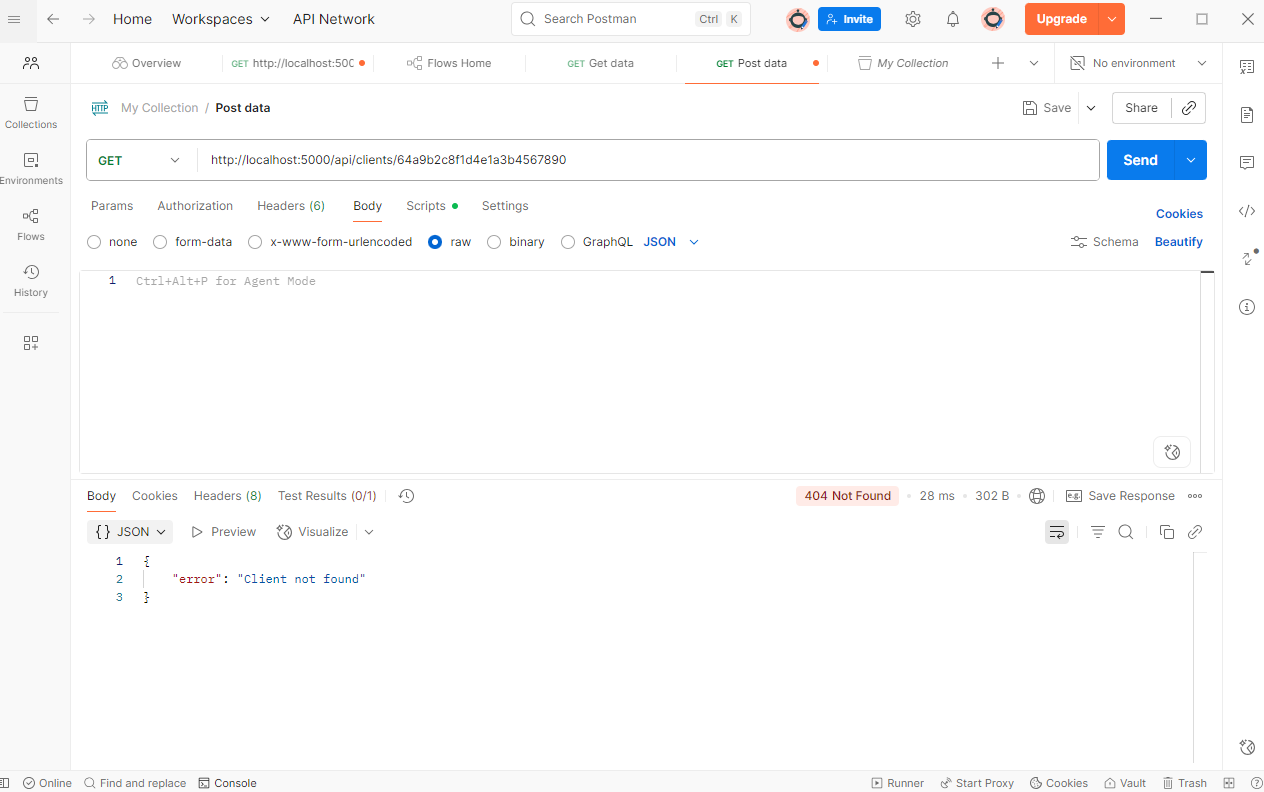 Home Workspaces API Network Search Postman Ctrl K Invite Upgrade
Overview GET http://localhost:500 Flows Home GET Get data GET Post data My Collection No environment
HTTP My Collection / Post data Save Share
Collections
GET http://localhost:5000/api/clients/64a9b2c8f1d4e1a3b4567890 Send
Environments
Params Authorization Headers (6) Body Scripts Settings Cookies
Flows
none form-data x-www-form-urlencoded raw binary GraphQL JSON Schema Beautify
History
1 Ctrl+Alt+P for Agent Mode
Body Cookies Headers (8) Test Results (0/1) 404 Not Found 28 ms 302 B e.g. Save Response
{} JSON Preview Visualize
1 {
2 "error": "Client not found"
3 }
Online Find and replace Console Runner Start Proxy Cookies Vault Trash